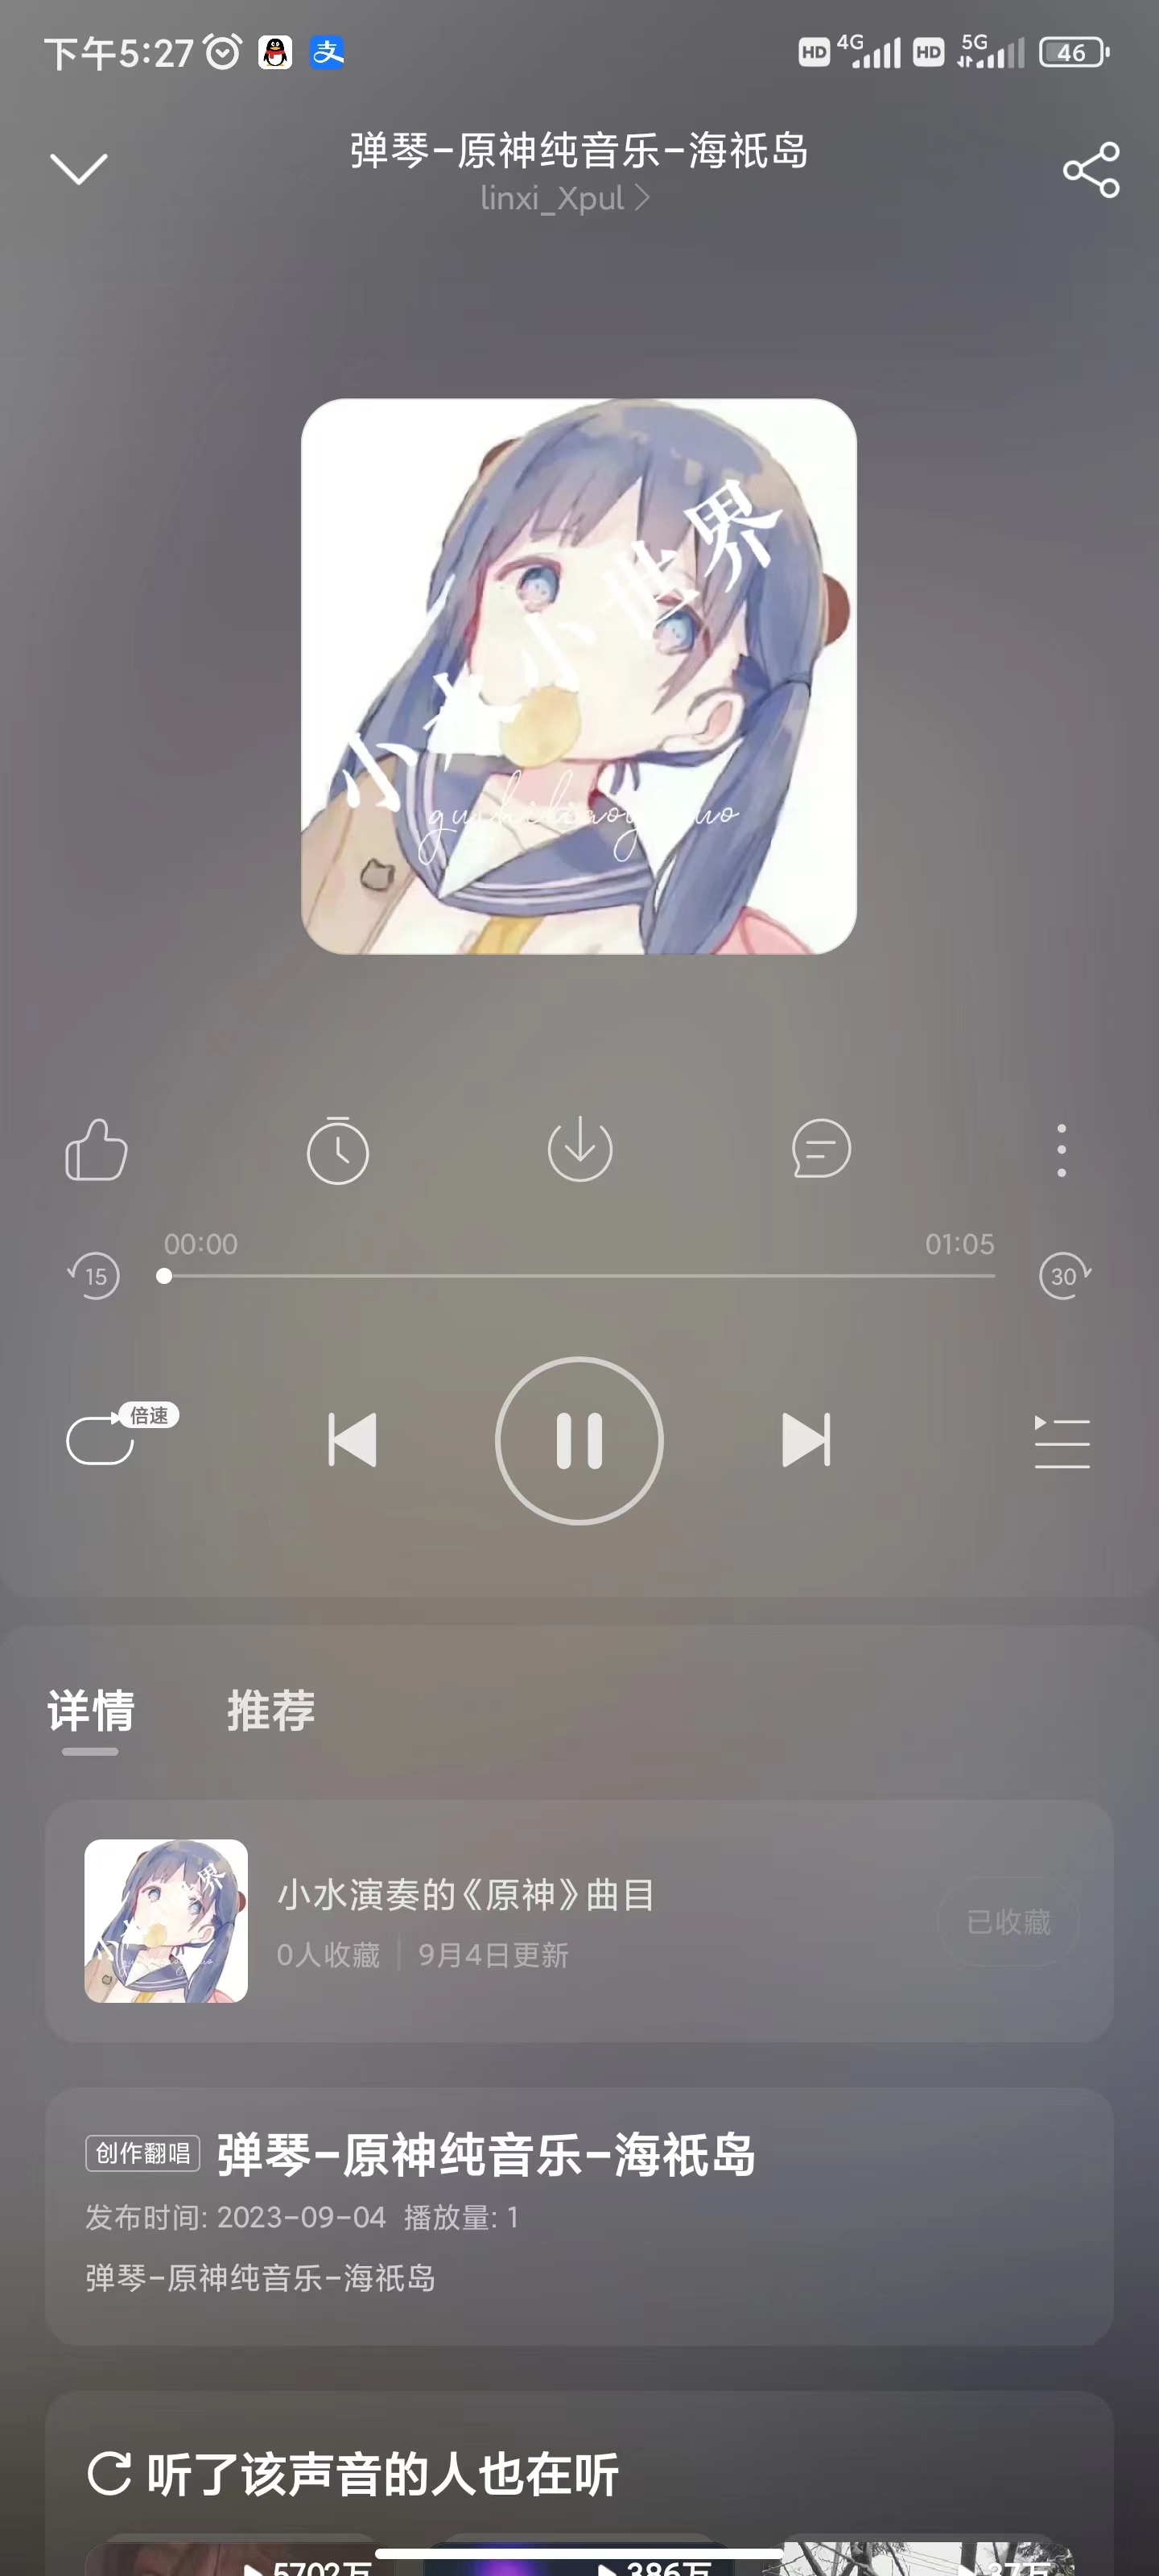 下午5:27
支
HD 4G HD 5G 46
弹琴-原神纯音乐-海祇岛
linxi_Xpul
小水小世界
00:00 01:05
15 30
倍速
详情 推荐
小水演奏的《原神》曲目
已收藏
0人收藏 | 9月4日更新
创作翻唱 弹琴-原神纯音乐-海祇岛
发布时间: 2023-09-04 播放量: 1
弹琴-原神纯音乐-海祇岛
听了该声音的人也在听
5702万 386万 37万